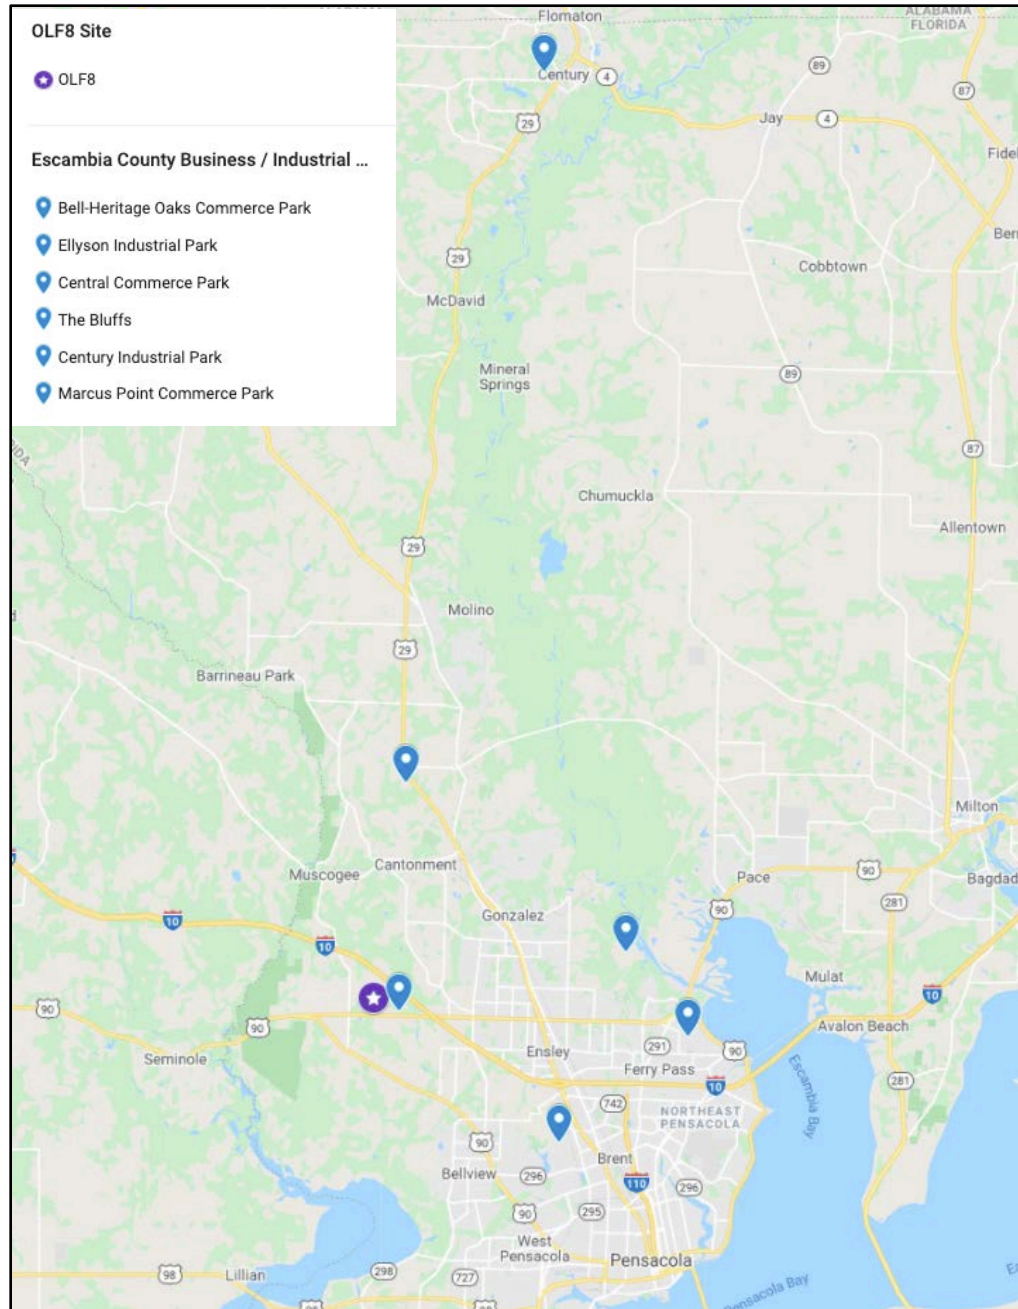 OLF8 Site
OLF8
Escambia County Business / Industrial ...
Bell-Heritage Oaks Commerce Park
Ellyson Industrial Park
Central Commerce Park
The Bluffs
Century Industrial Park
Marcus Point Commerce Park
Flomaton
ALABAMA
FLORIDA
Century
4
89
87
29
Jay
4
Fidel
Bern
29
Cobbtown
McDavid
Mineral
Springs
89
87
IDA
Chumuckla
Allentown
29
Molino
29
Barrineau Park
Milton
Muscogee
Cantonment
Pace
90
Bagdad
281
10
Gonzalez
90
10
Mulat
10
90
Avalon Beach
90
Seminole
Ensley
291
90
Ferry Pass
10
281
Escambia
Bay
742
NORTHEAST
PENSACOLA
90
Brent
Bellview
296
110
296
90
295
West
Pensacola
Pensacola
98
Lillian
298
727
Pensacola Bay
98
98